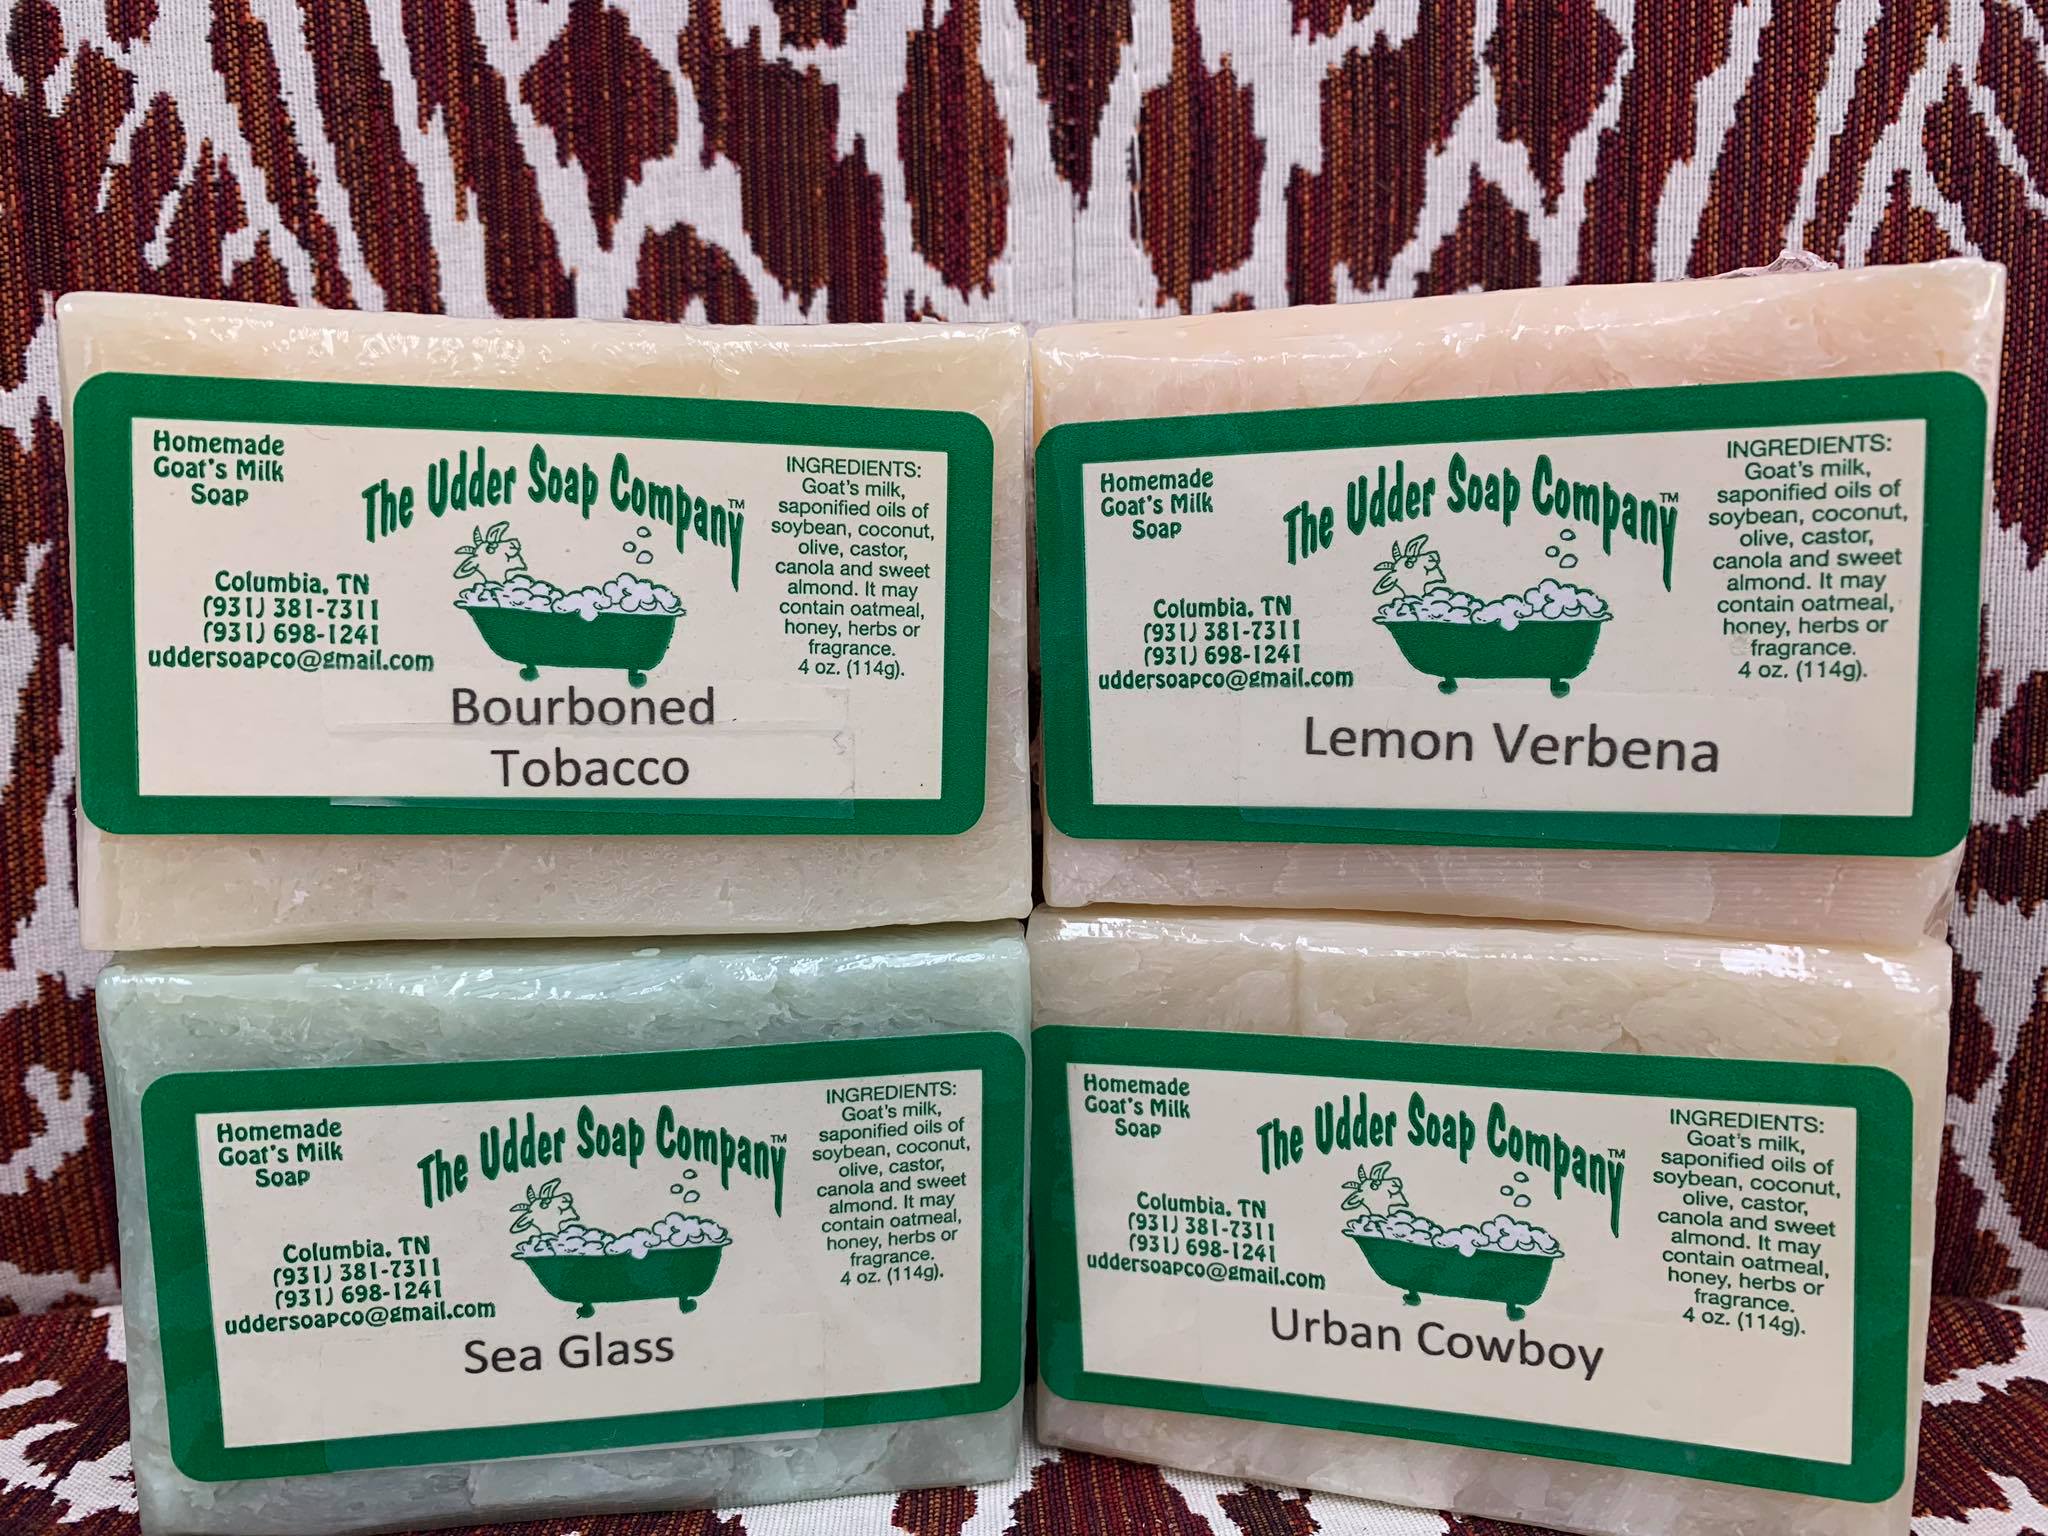 Homemade
Goat's Milk
Soap
The Udder Soap Company™
Columbia, TN
(931) 381-7311
(931) 698-1241
uddersoapco@gmail.com
INGREDIENTS:
Goat's milk,
saponified oils of
soybean, coconut,
olive, castor,
canola and sweet
almond. It may
contain oatmeal,
honey, herbs or
fragrance.
4 oz. (114g).
Bourboned
Tobacco
Homemade
Goat's Milk
Soap
The Udder Soap Company™
Columbia, TN
(931) 381-7311
(931) 698-1241
uddersoapco@gmail.com
INGREDIENTS:
Goat's milk,
saponified oils of
soybean, coconut,
olive, castor,
canola and sweet
almond. It may
contain oatmeal,
honey, herbs or
fragrance.
4 oz. (114g).
Lemon Verbena
Homemade
Goat's Milk
Soap
The Udder Soap Company™
Columbia, TN
(931) 381-7311
(931) 698-1241
uddersoapco@gmail.com
INGREDIENTS:
Goat's milk,
saponified oils of
soybean, coconut,
olive, castor,
canola and sweet
almond. It may
contain oatmeal,
honey, herbs or
fragrance.
4 oz. (114g).
Sea Glass
Homemade
Goat's Milk
Soap
The Udder Soap Company™
Columbia, TN
(931) 381-7311
(931) 698-1241
uddersoapco@gmail.com
INGREDIENTS:
Goat's milk,
saponified oils of
soybean, coconut,
olive, castor,
canola and sweet
almond. It may
contain oatmeal,
honey, herbs or
fragrance.
4 oz. (114g).
Urban Cowboy